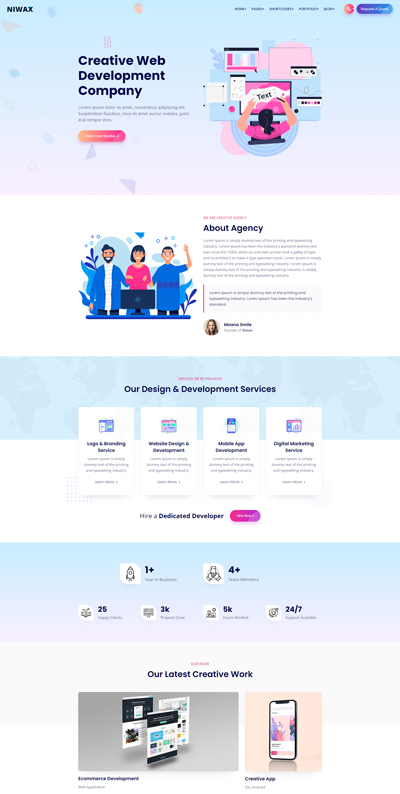 NIWAX
HOME+ PAGES+ SHORTCODES+ PORTFOLIO+ BLOG+ Request A Quote
Creative Web
Development
Company
Lorem ipsum dolor sit amet, consectetur adipiscing elit.
Suspendisse faucibus, risus sit amet auctor sodales, justo
erat tempor eros.
View Case Studies
Text
WE ARE CREATIVE AGENCY
About Agency
Lorem Ipsum is simply dummy text of the printing and typesetting
industry. Lorem Ipsum has been the industry's standard dummy text
ever since the 1500s, when an unknown printer took a galley of type
and scrambled it to make a type specimen book. Lorem Ipsum is simply
dummy text of the printing and typesetting industry. Lorem Ipsum is simply
dummy text of the printing and typesetting industry.
Lorem Ipsum is simply dummy text of the printing and
typesetting industry. Lorem Ipsum has been the industry's
standard.
Moana Smile
Founder of Niwax
SERVICES WE'RE PROVIDED
Our Design & Development Services
Logo & Branding
Service
Lorem Ipsum is simply
dummy text of the printing
and typesetting industry.
Learn More
Website Design &
Development
Lorem Ipsum is simply
dummy text of the printing
and typesetting industry.
Learn More
Mobile App
Development
Lorem Ipsum is simply
dummy text of the printing
and typesetting industry.
Learn More
Digital Marketing
Service
Lorem Ipsum is simply
dummy text of the printing
and typesetting industry.
Learn More
Hire a Dedicated Developer
Hire Now
1+
Year In Business
4+
Team Members
25
Happy Clients
3k
Projects Done
5k
Hours Worked
24/7
Support Available
OUR WORK
Our Latest Creative Work
Ecommerce Development
Web Application
Creative App
iOs, Android